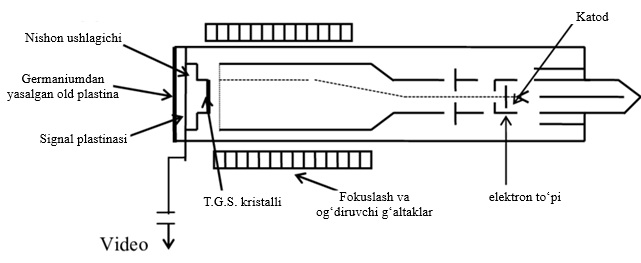 Katod
Nishon ushlagichi
Germaniumdan
yasalgan old plastina
Signal plastinasi
T.G.S. kristalli
Fokuslash va
og‘diruvchi g‘altaklar
elektron to‘pi
Video